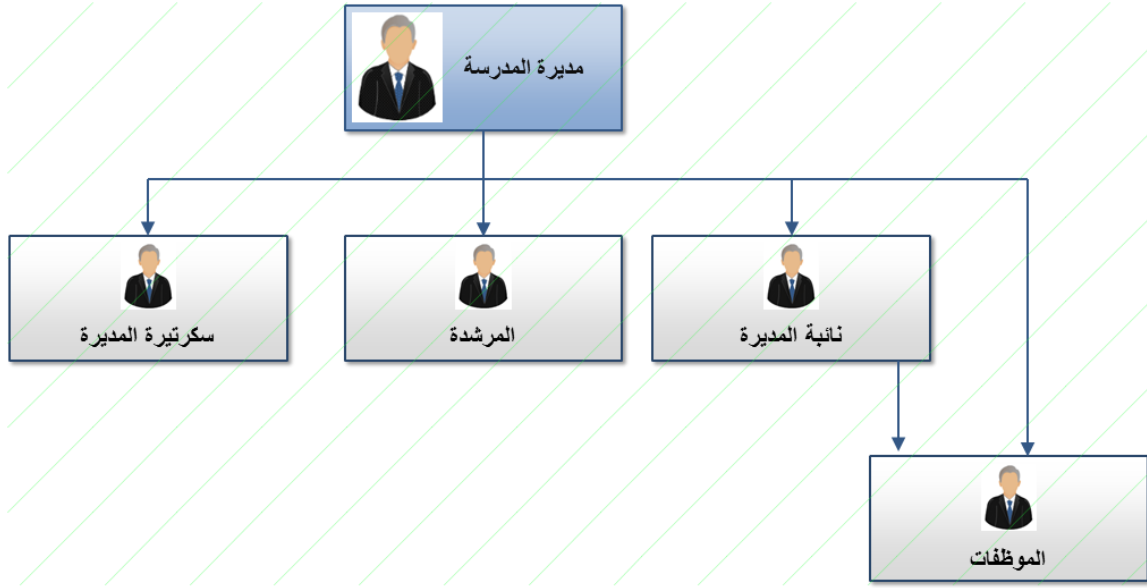 مديرة المدرسة
نائبة المديرة
المرشدة
سكرتيرة المديرة
الموظفات